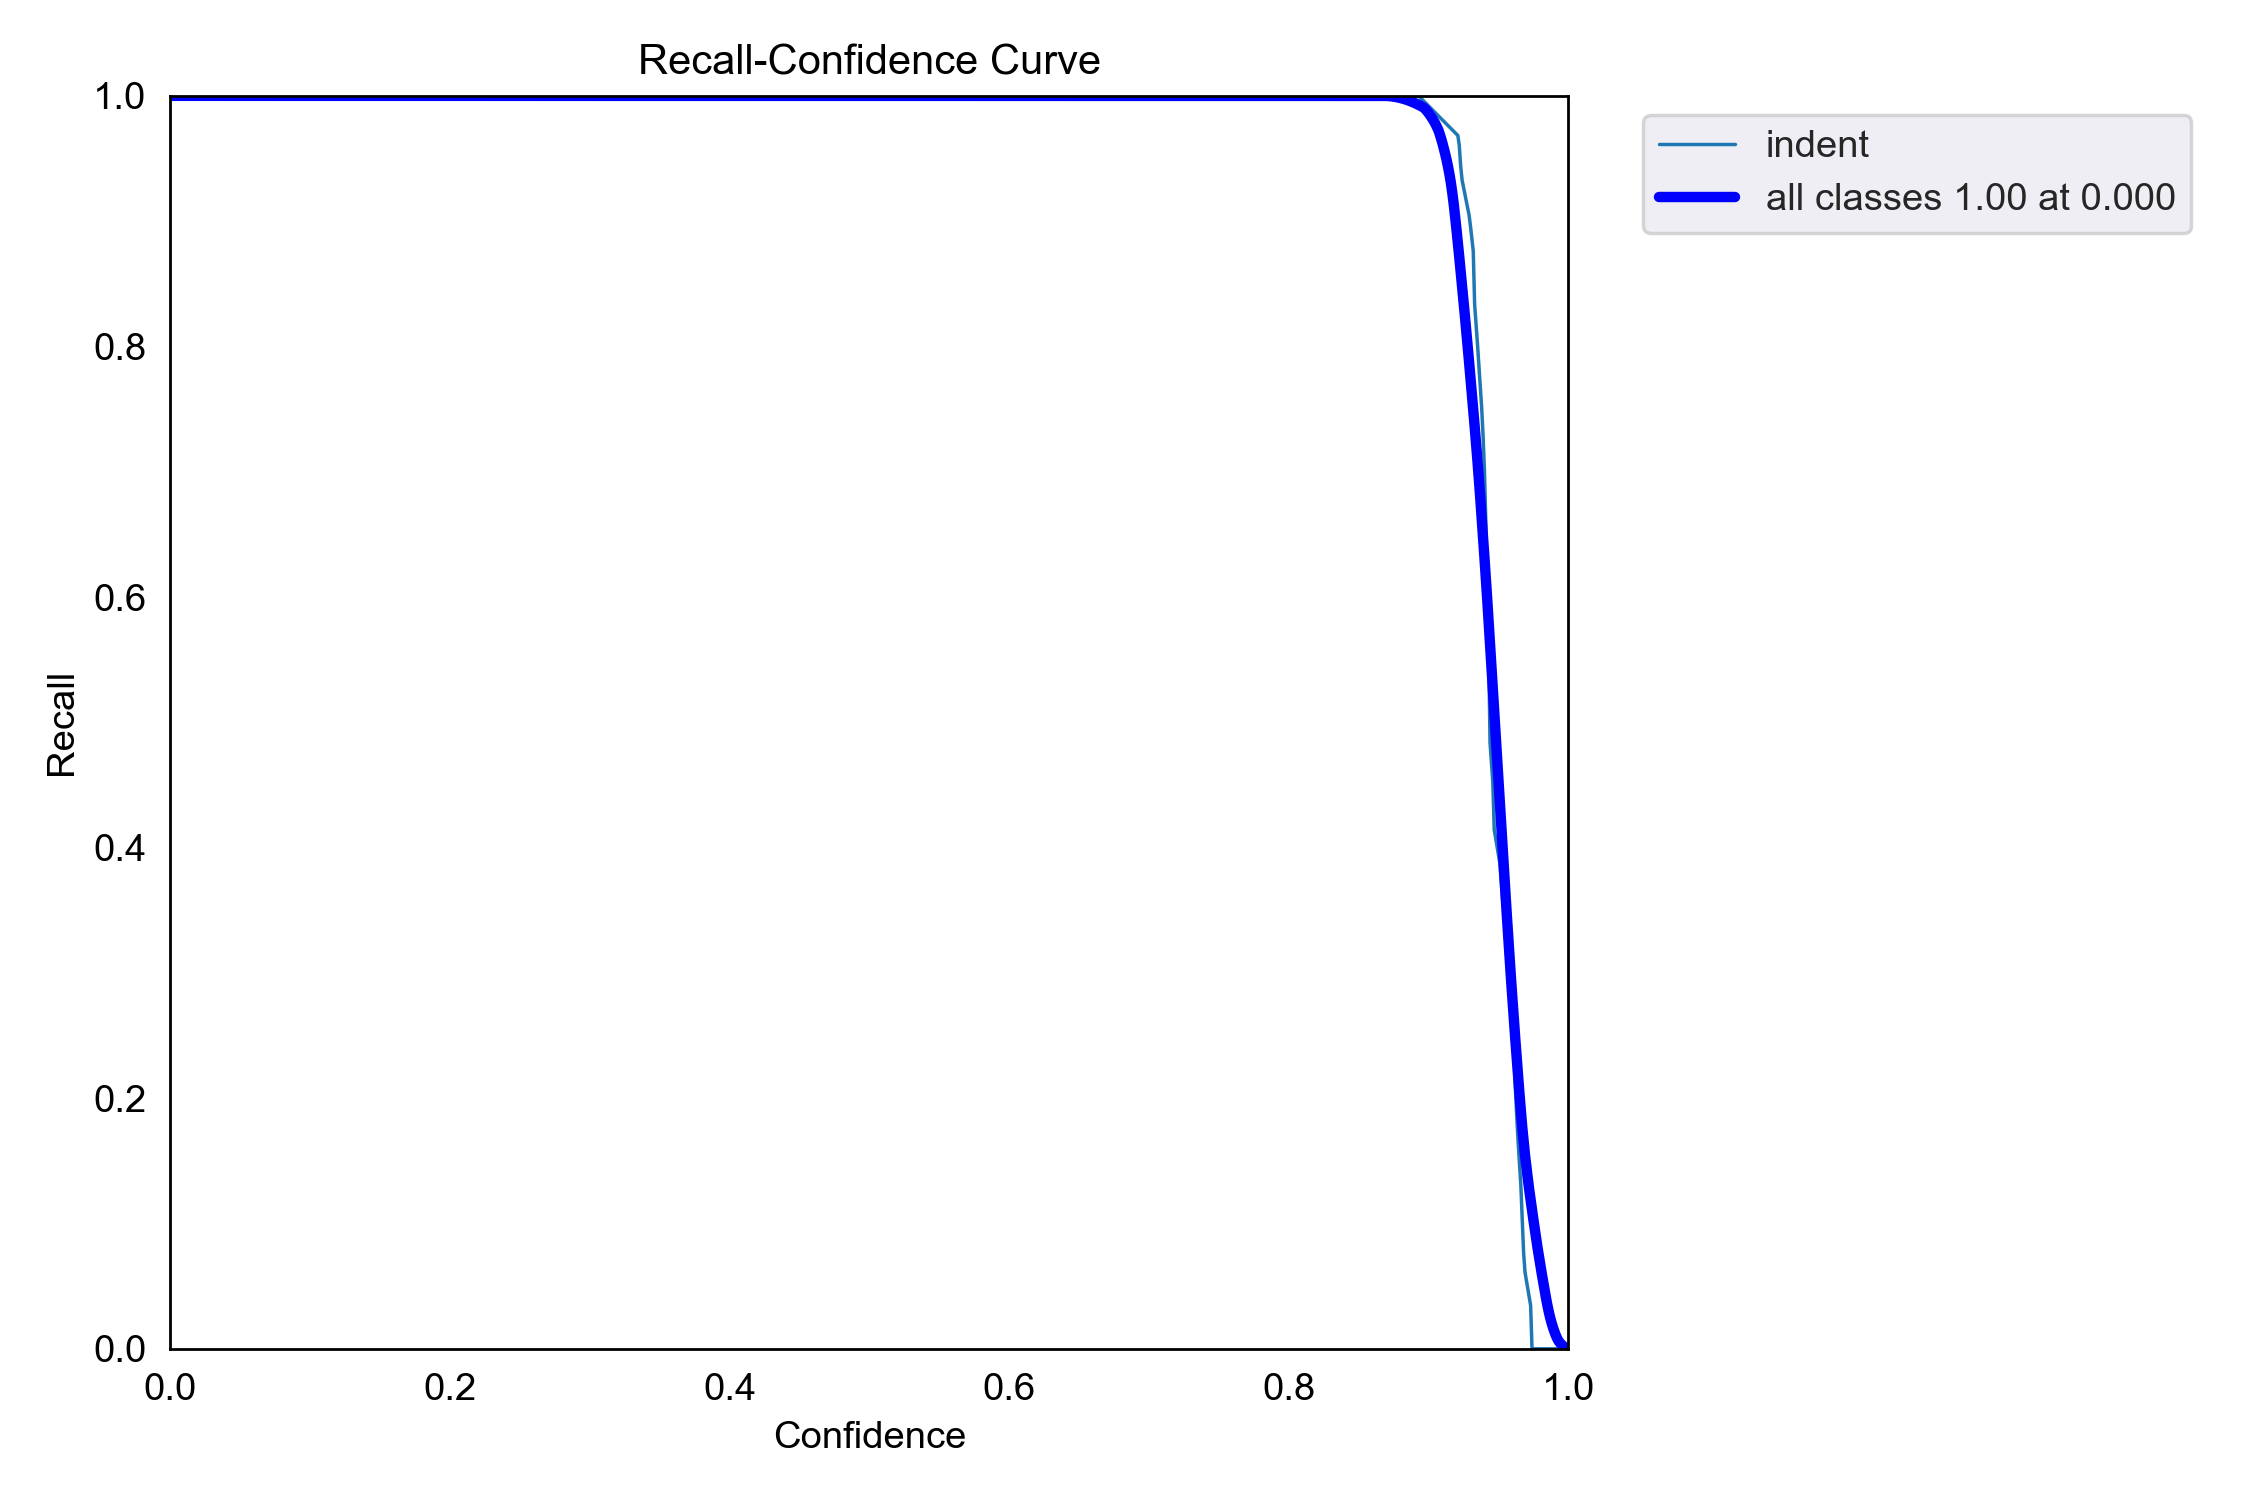 Recall-Confidence Curve
1.0
0.8
0.6
0.4
0.2
0.0
Recall
0.0 0.2 0.4 0.6 0.8 1.0
Confidence
indent
all classes 1.00 at 0.000